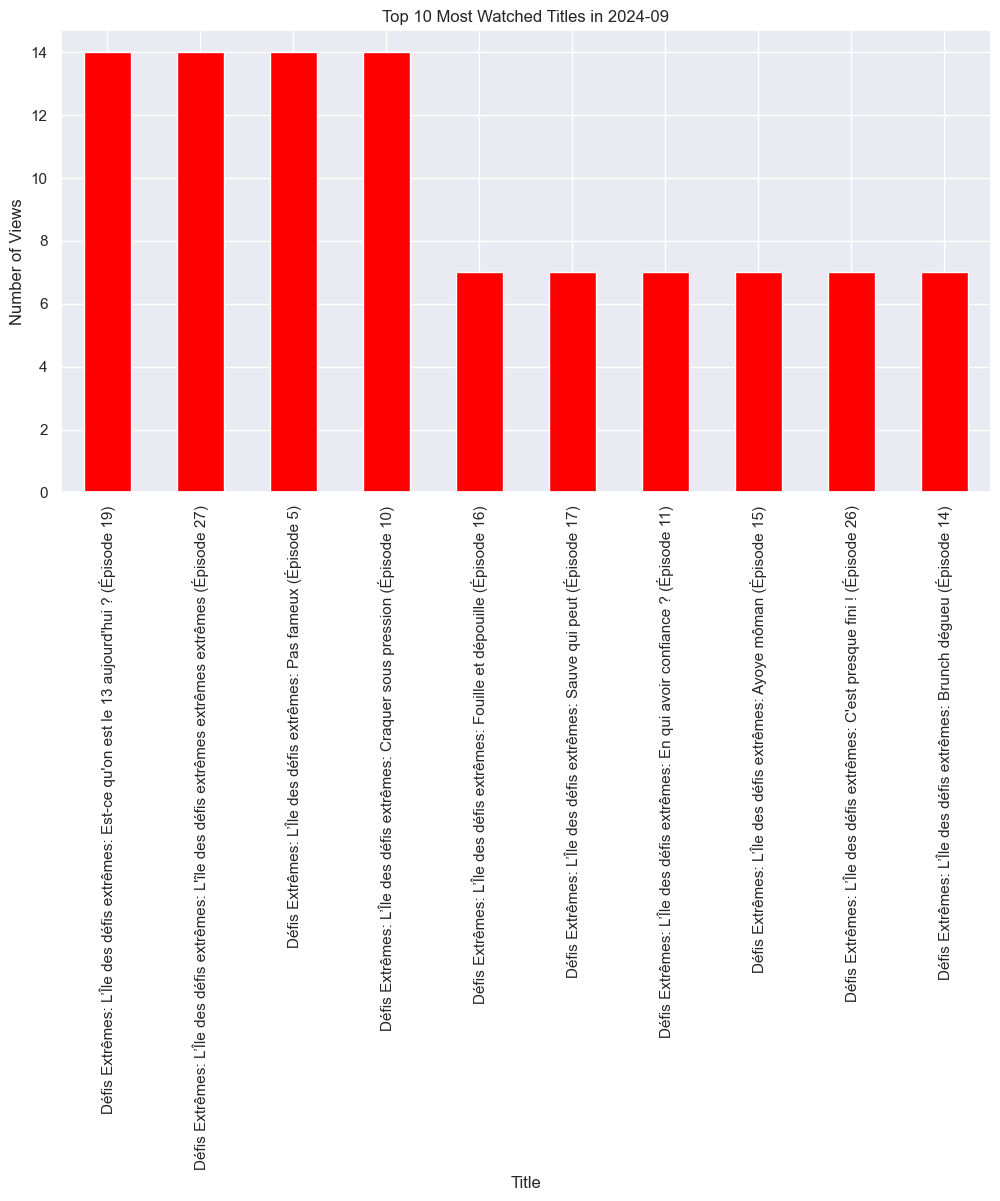 Top 10 Most Watched Titles in 2024-09
Number of Views
14
12
10
8
6
4
2
0
Défis Extrêmes: L’Île des défis extrêmes: Est-ce qu'on est le 13 aujourd'hui ? (Épisode 19)
Défis Extrêmes: L’Île des défis extrêmes: L'île des défis extrêmes extrêmes extrêmes (Épisode 27)
Défis Extrêmes: L’Île des défis extrêmes: Pas fameux (Épisode 5)
Défis Extrêmes: L’Île des défis extrêmes: Craquer sous pression (Épisode 10)
Défis Extrêmes: L’Île des défis extrêmes: Fouille et dépouille (Épisode 16)
Défis Extrêmes: L’Île des défis extrêmes: Sauve qui peut (Épisode 17)
Défis Extrêmes: L’Île des défis extrêmes: En qui avoir confiance ? (Épisode 11)
Défis Extrêmes: L’Île des défis extrêmes: Ayoye môman (Épisode 15)
Défis Extrêmes: L’Île des défis extrêmes: C'est presque fini ! (Épisode 26)
Défis Extrêmes: L’Île des défis extrêmes: Brunch dégueu (Épisode 14)
Title